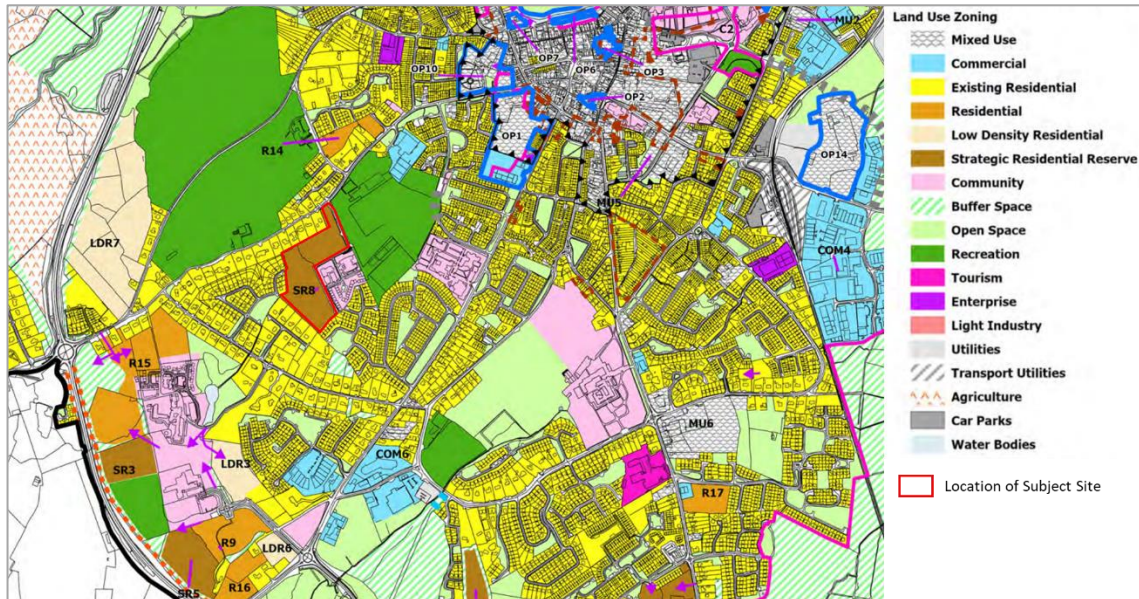 MU2
C2
OP10
OP7
OP6
OP3
OP2
OP1
OP14
R14
MU5
LDR7
SR8
COM4
R15
SR3
LDR3
COM6
MU6
R17
R9
LDR6
SR5
R16
Land Use Zoning
Mixed Use
Commercial
Existing Residential
Residential
Low Density Residential
Strategic Residential Reserve
Community
Buffer Space
Open Space
Recreation
Tourism
Enterprise
Light Industry
Utilities
Transport Utilities
Agriculture
Car Parks
Water Bodies
Location of Subject Site